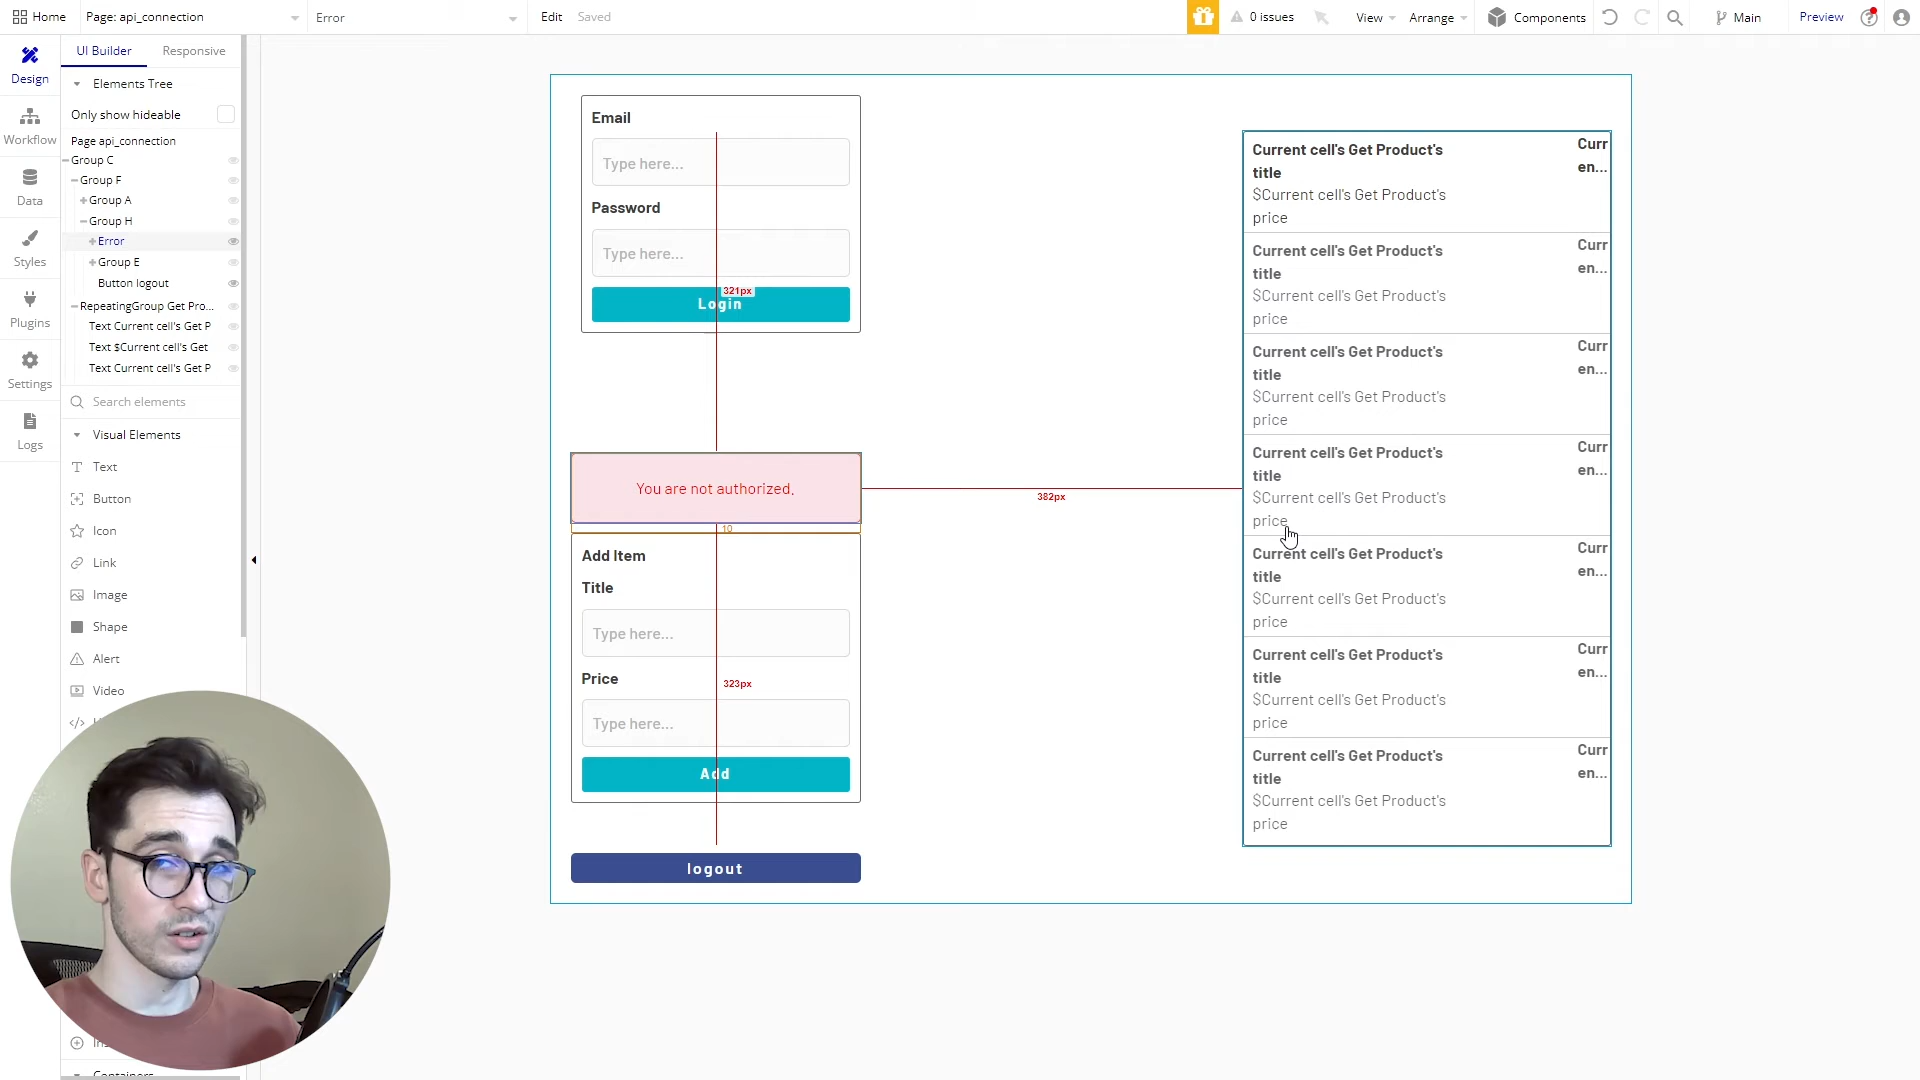 Home
Page: api_connection
Error
Edit
Saved
0 issues
View
Arrange
Components
Main
Preview
UI Builder
Responsive
Design
Workflow
Data
Styles
Plugins
Settings
Logs
Elements Tree
Only show hideable
Page api_connection
Group C
Group F
Group A
Group H
Error
Group E
Button logout
RepeatingGroup Get Pro...
Text Current cell's Get P
Text $Current cell's Get
Text Current cell's Get P
Search elements
Visual Elements
Text
Button
Icon
Link
Image
Shape
Alert
Video
Containers
Email
Type here...
Password
Type here...
321px
Login
You are not authorized.
382px
10
Add Item
Title
Type here...
Price
323px
Type here...
Add
logout
Current cell's Get Product's
title
$Current cell's Get Product's
price
Curr
en...
Current cell's Get Product's
title
$Current cell's Get Product's
price
Curr
en...
Current cell's Get Product's
title
$Current cell's Get Product's
price
Curr
en...
Current cell's Get Product's
title
$Current cell's Get Product's
price
Curr
en...
Current cell's Get Product's
title
$Current cell's Get Product's
price
Curr
en...
Current cell's Get Product's
title
$Current cell's Get Product's
price
Curr
en...
Current cell's Get Product's
title
$Current cell's Get Product's
price
Curr
en...